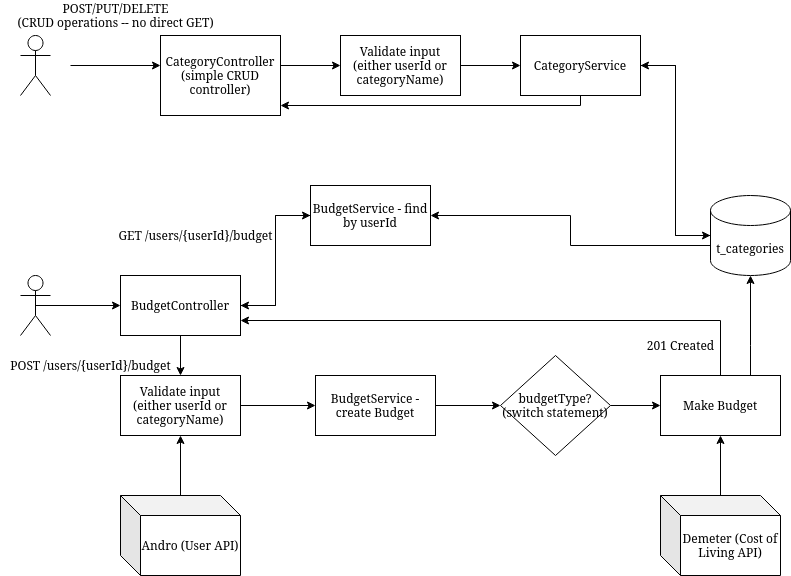 POST/PUT/DELETE
(CRUD operations -- no direct GET)
CategoryController
(simple CRUD
controller)
Validate input
(either userId or
categoryName)
CategoryService
BudgetService - find
by userId
GET /users/{userId}/budget
t_categories
BudgetController
201 Created
POST /users/{userId}/budget
Validate input
(either userId or
categoryName)
BudgetService -
create Budget
budgetType?
(switch statement)
Make Budget
Andro (User API)
Demeter (Cost of
Living API)